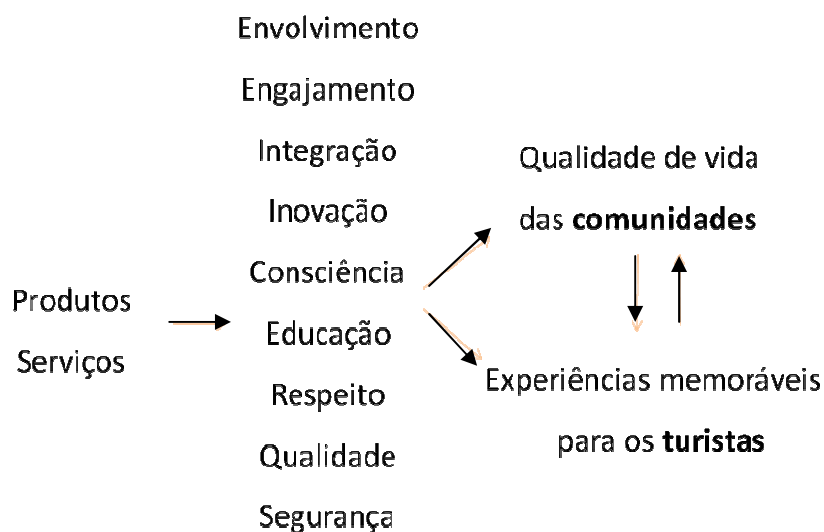 Produtos
Serviços
Envolvimento
Engajamento
Integração
Inovação
Consciência
Educação
Respeito
Qualidade
Segurança
Qualidade de vida
das comunidades
Experiências memoráveis
para os turistas